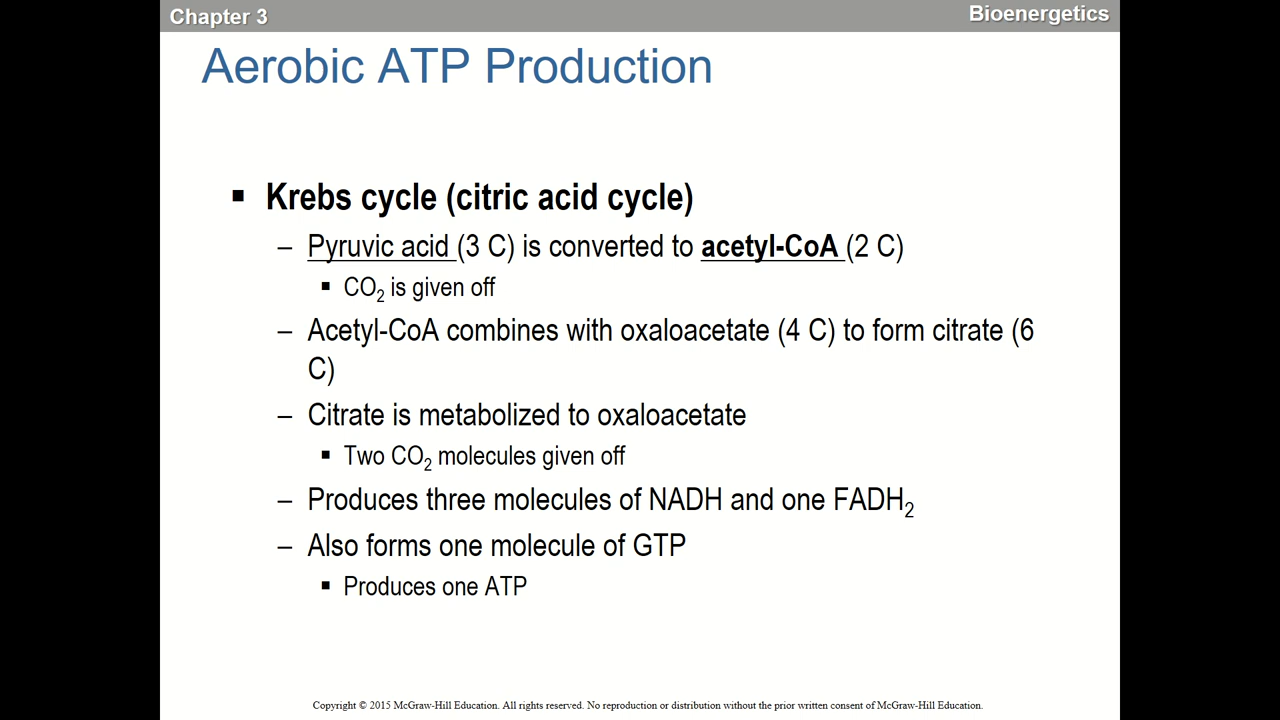 Chapter 3
Bioenergetics
Aerobic ATP Production
▪ Krebs cycle (citric acid cycle)
– Pyruvic acid (3 C) is converted to acetyl-CoA (2 C)
▪ CO₂ is given off
– Acetyl-CoA combines with oxaloacetate (4 C) to form citrate (6
C)
– Citrate is metabolized to oxaloacetate
▪ Two CO₂ molecules given off
– Produces three molecules of NADH and one FADH₂
– Also forms one molecule of GTP
▪ Produces one ATP
Copyright © 2015 McGraw-Hill Education. All rights reserved. No reproduction or distribution without the prior written consent of McGraw-Hill Education.